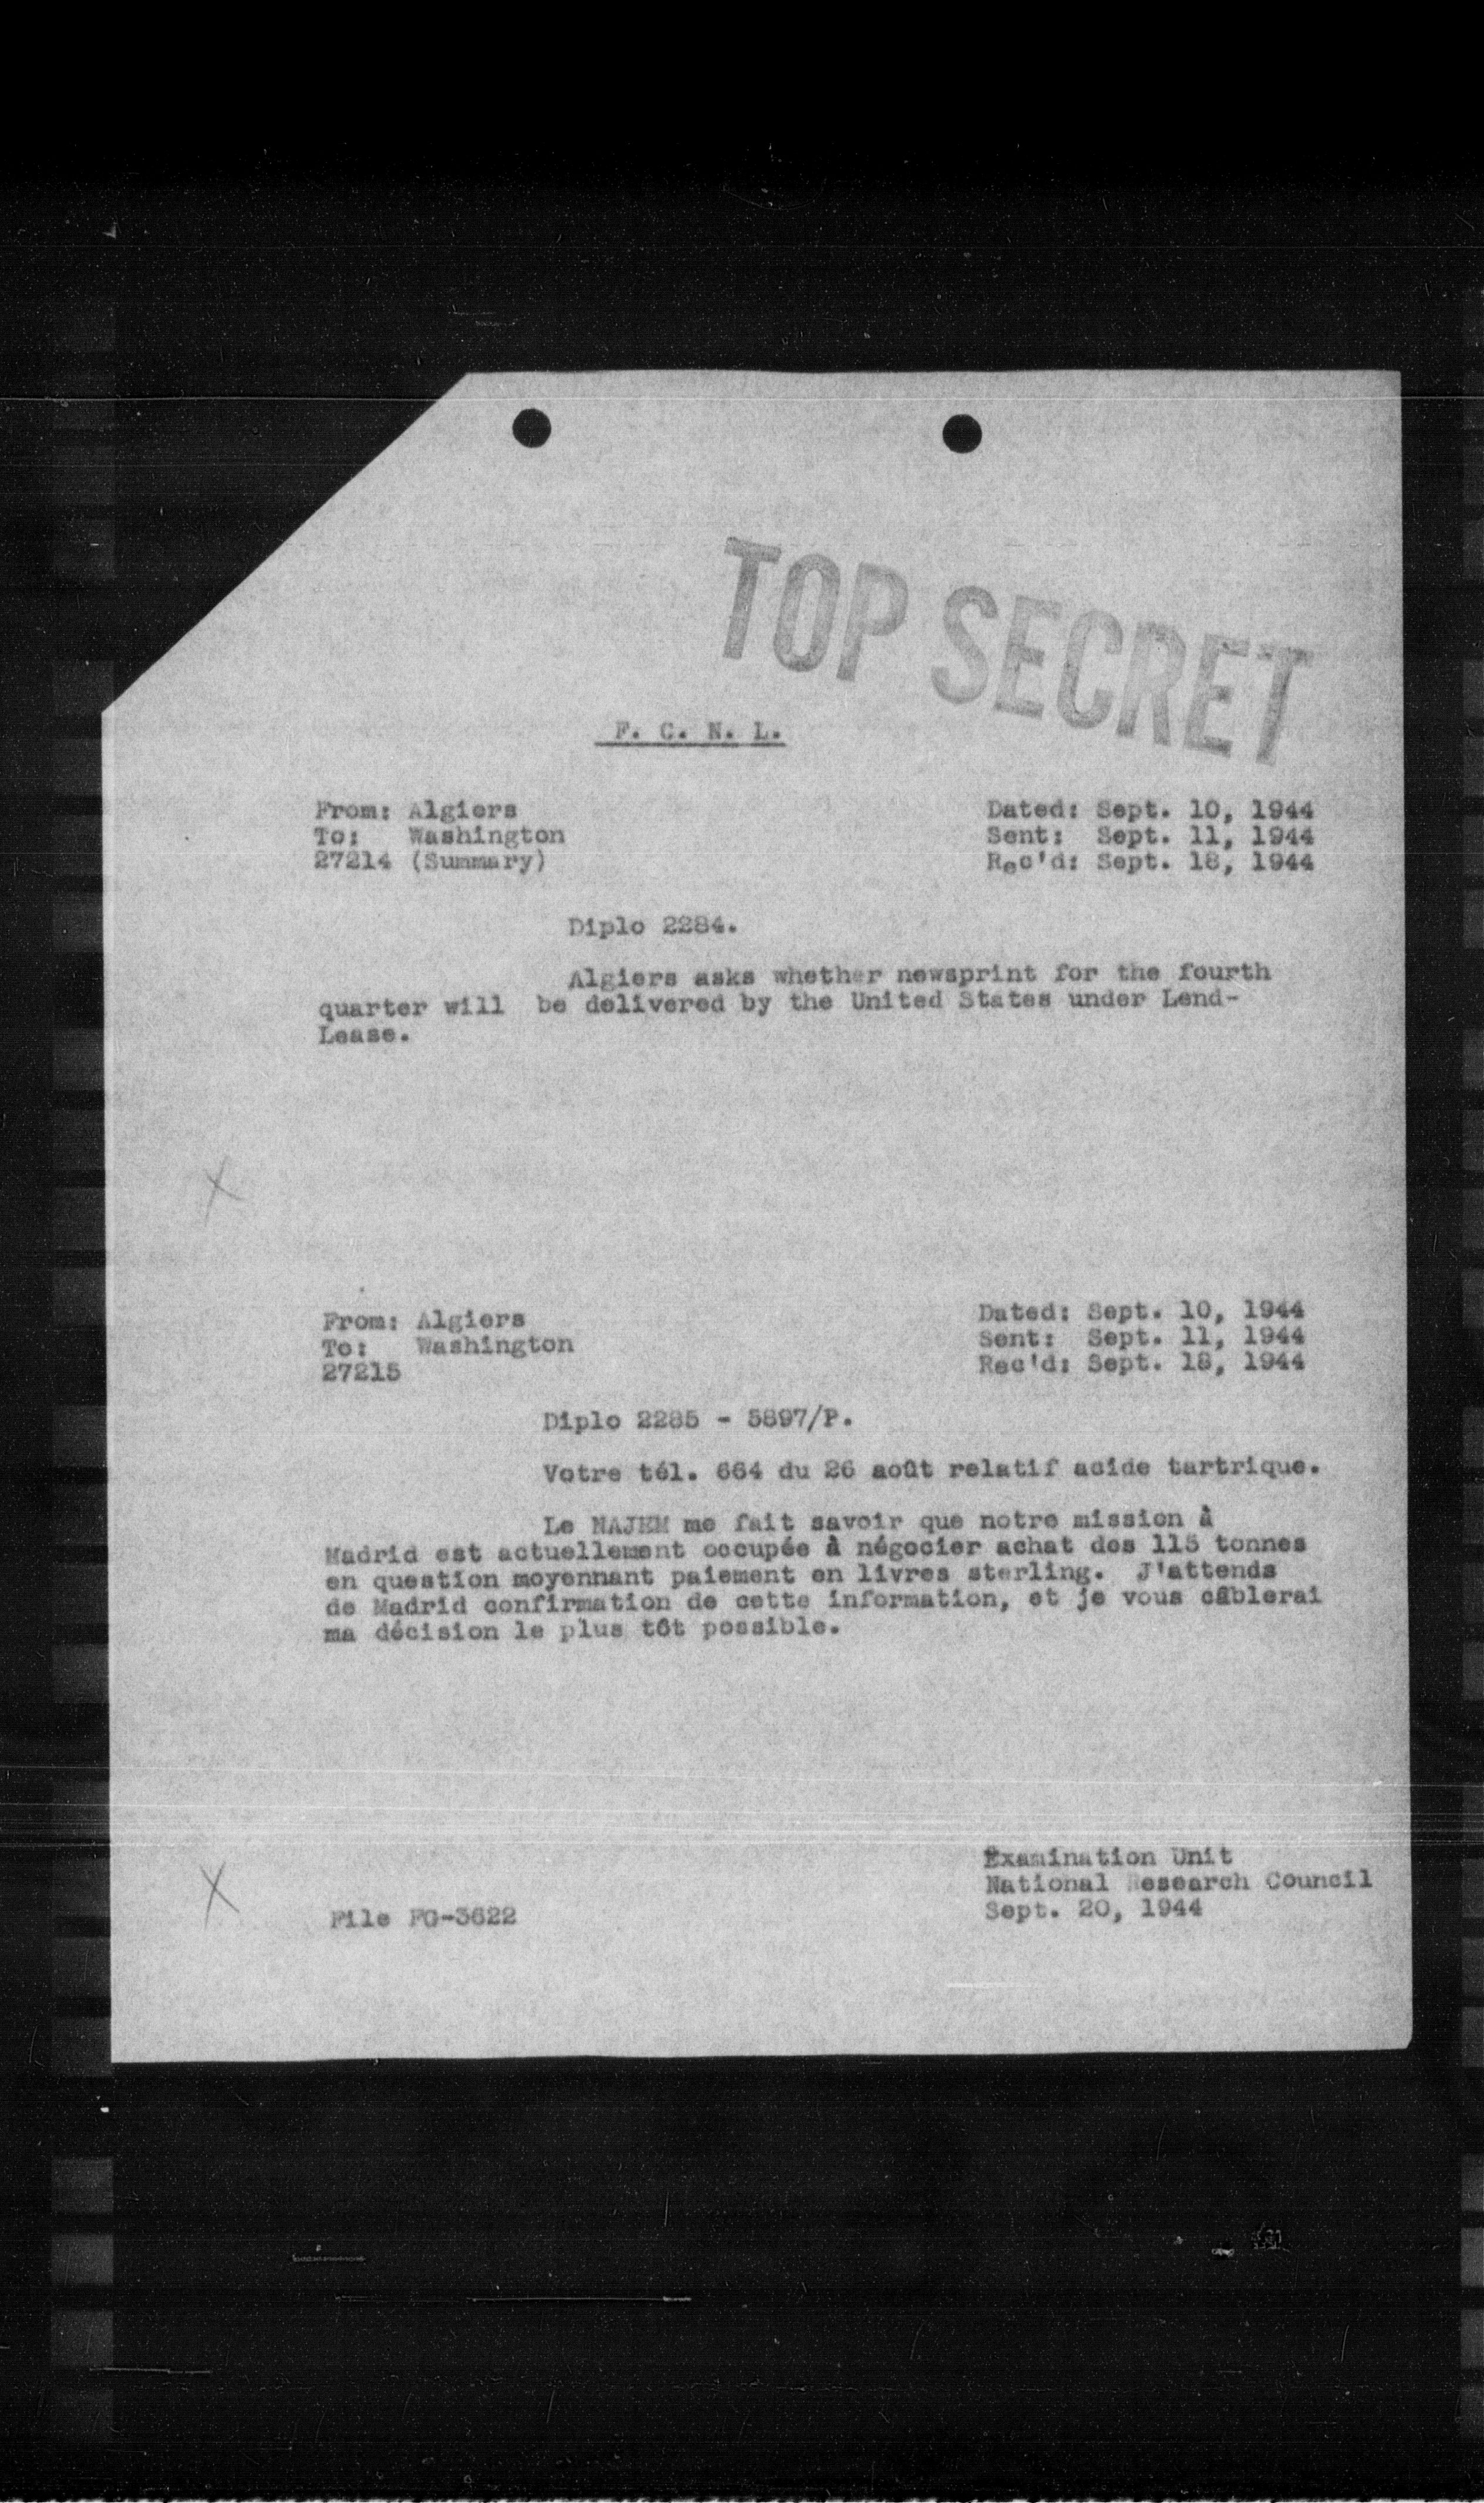 TOP SECRET
F. C. N. L.
From: Algiers
To: Washington
27214 (Summary)
Dated: Sept. 10, 1944
Sent: Sept. 11, 1944
Rec'd: Sept. 18, 1944
Diplo 2284.
Algiers asks whether newsprint for the fourth
quarter will be delivered by the United States under Lend-
Lease.
From: Algiers
To: Washington
27215
Dated: Sept. 10, 1944
Sent: Sept. 11, 1944
Rec'd: Sept. 18, 1944
Diplo 2285 - 5897/P.
Votre tél. 664 du 26 août relatif acide tartrique.
Le NAJEM me fait savoir que notre mission à
Madrid est actuellement occupée à négocier achat des 115 tonnes
en question moyennant paiement en livres sterling. J'attends
de Madrid confirmation de cette information, et je vous câblerai
ma décision le plus tôt possible.
Examination Unit
National Research Council
Sept. 20, 1944
File FG-3622